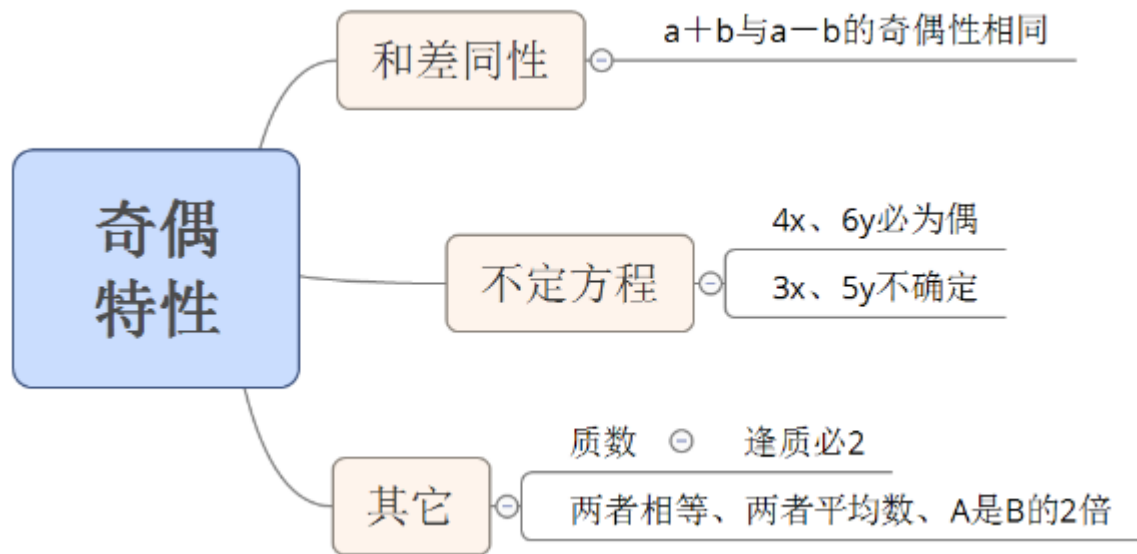 和差同性
a＋b与a－b的奇偶性相同
奇偶
特性
不定方程
4x、6y必为偶
3x、5y不确定
其它
质数
逢质必2
两者相等、两者平均数、A是B的2倍